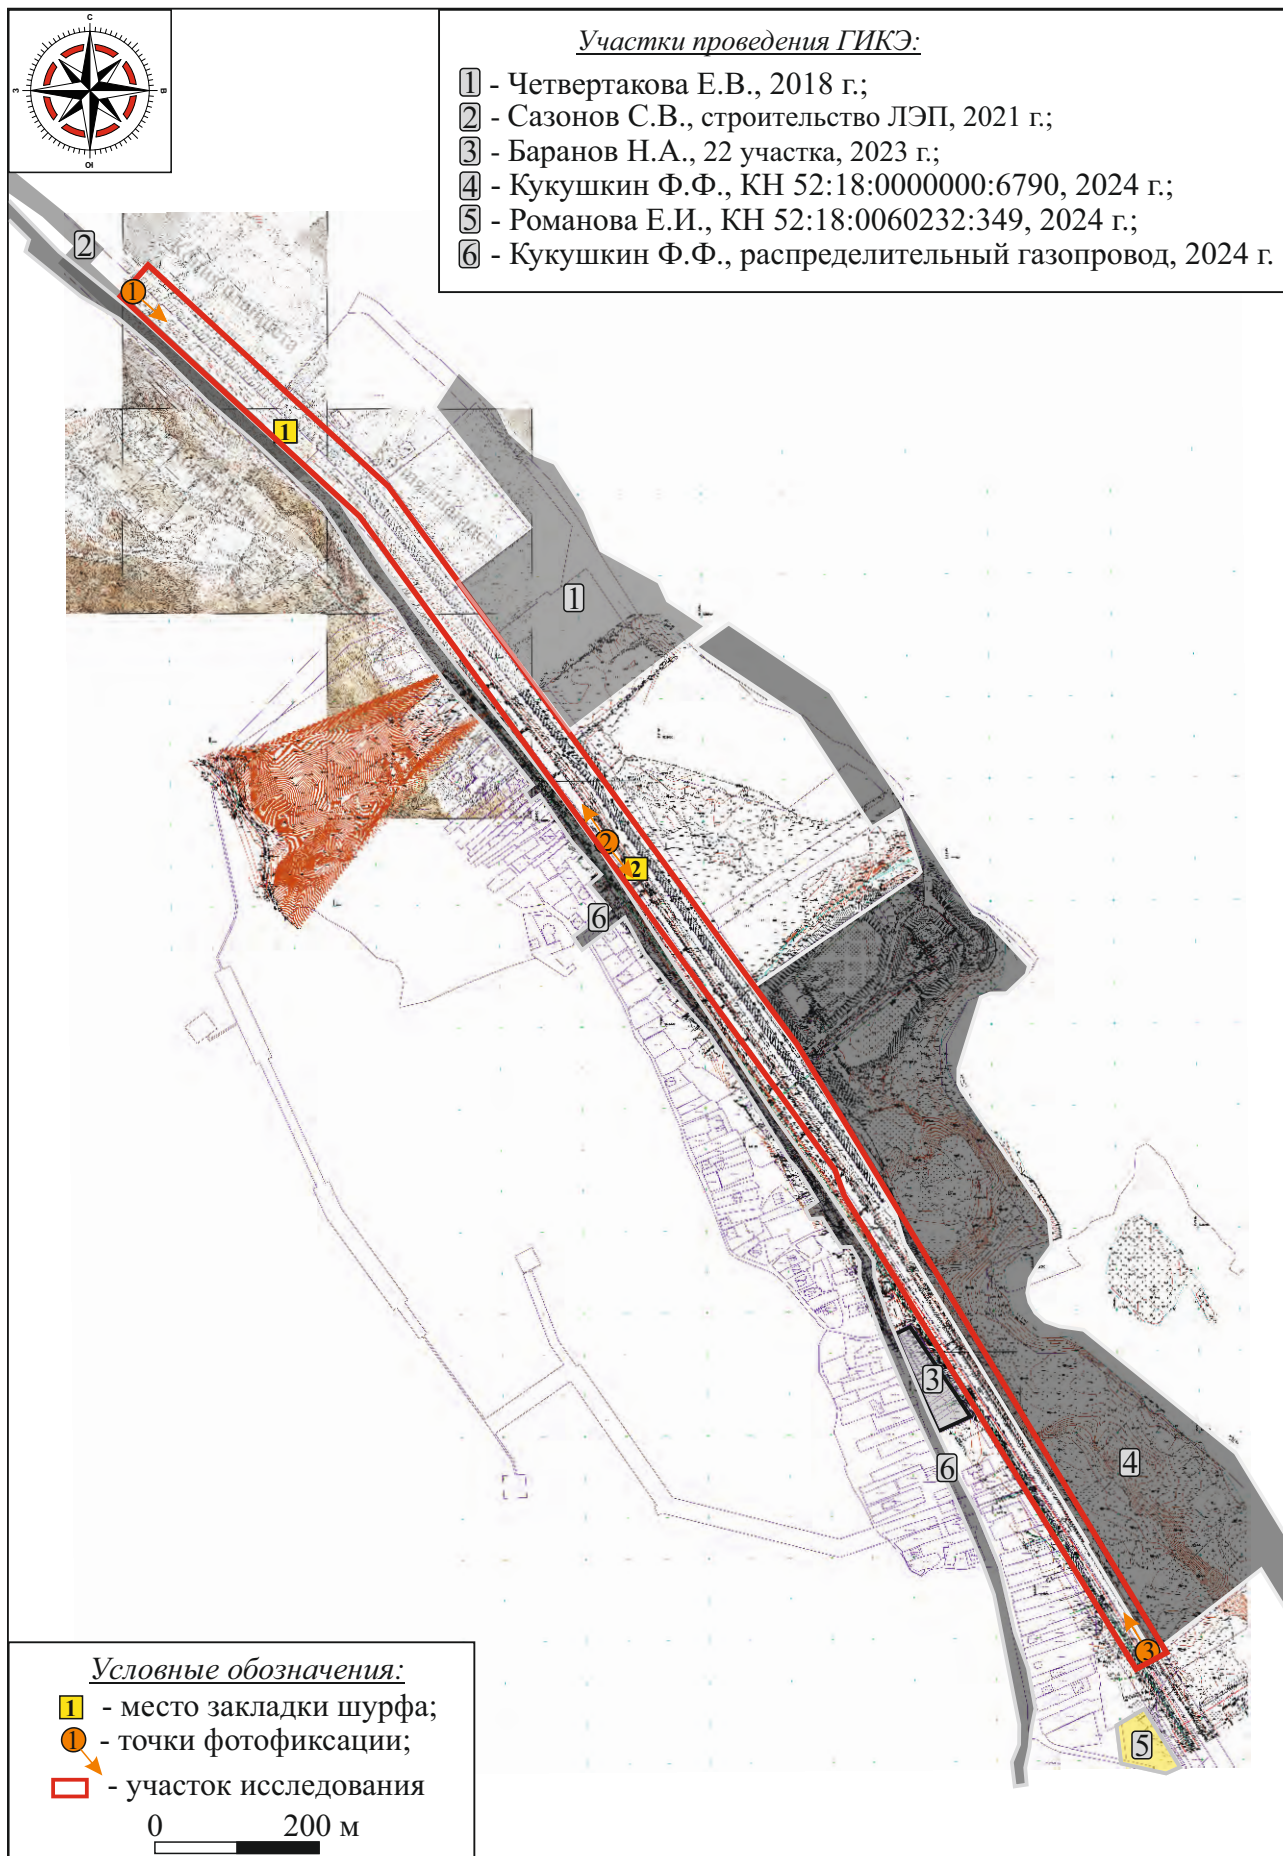 С
З
В
Ю
Участки проведения ГИКЭ:
1 - Четвертакова Е.В., 2018 г.;
2 - Сазонов С.В., строительство ЛЭП, 2021 г.;
3 - Баранов Н.А., 22 участка, 2023 г.;
4 - Кукушкин Ф.Ф., КН 52:18:0000000:6790, 2024 г.;
5 - Романова Е.И., КН 52:18:0060232:349, 2024 г.;
6 - Кукушкин Ф.Ф., распределительный газопровод, 2024 г.
2
1
1
1
2
2
6
3
6
4
3
5
Условные обозначения:
1 - место закладки шурфа;
1 - точки фотофиксации;
- участок исследования
0 200 м